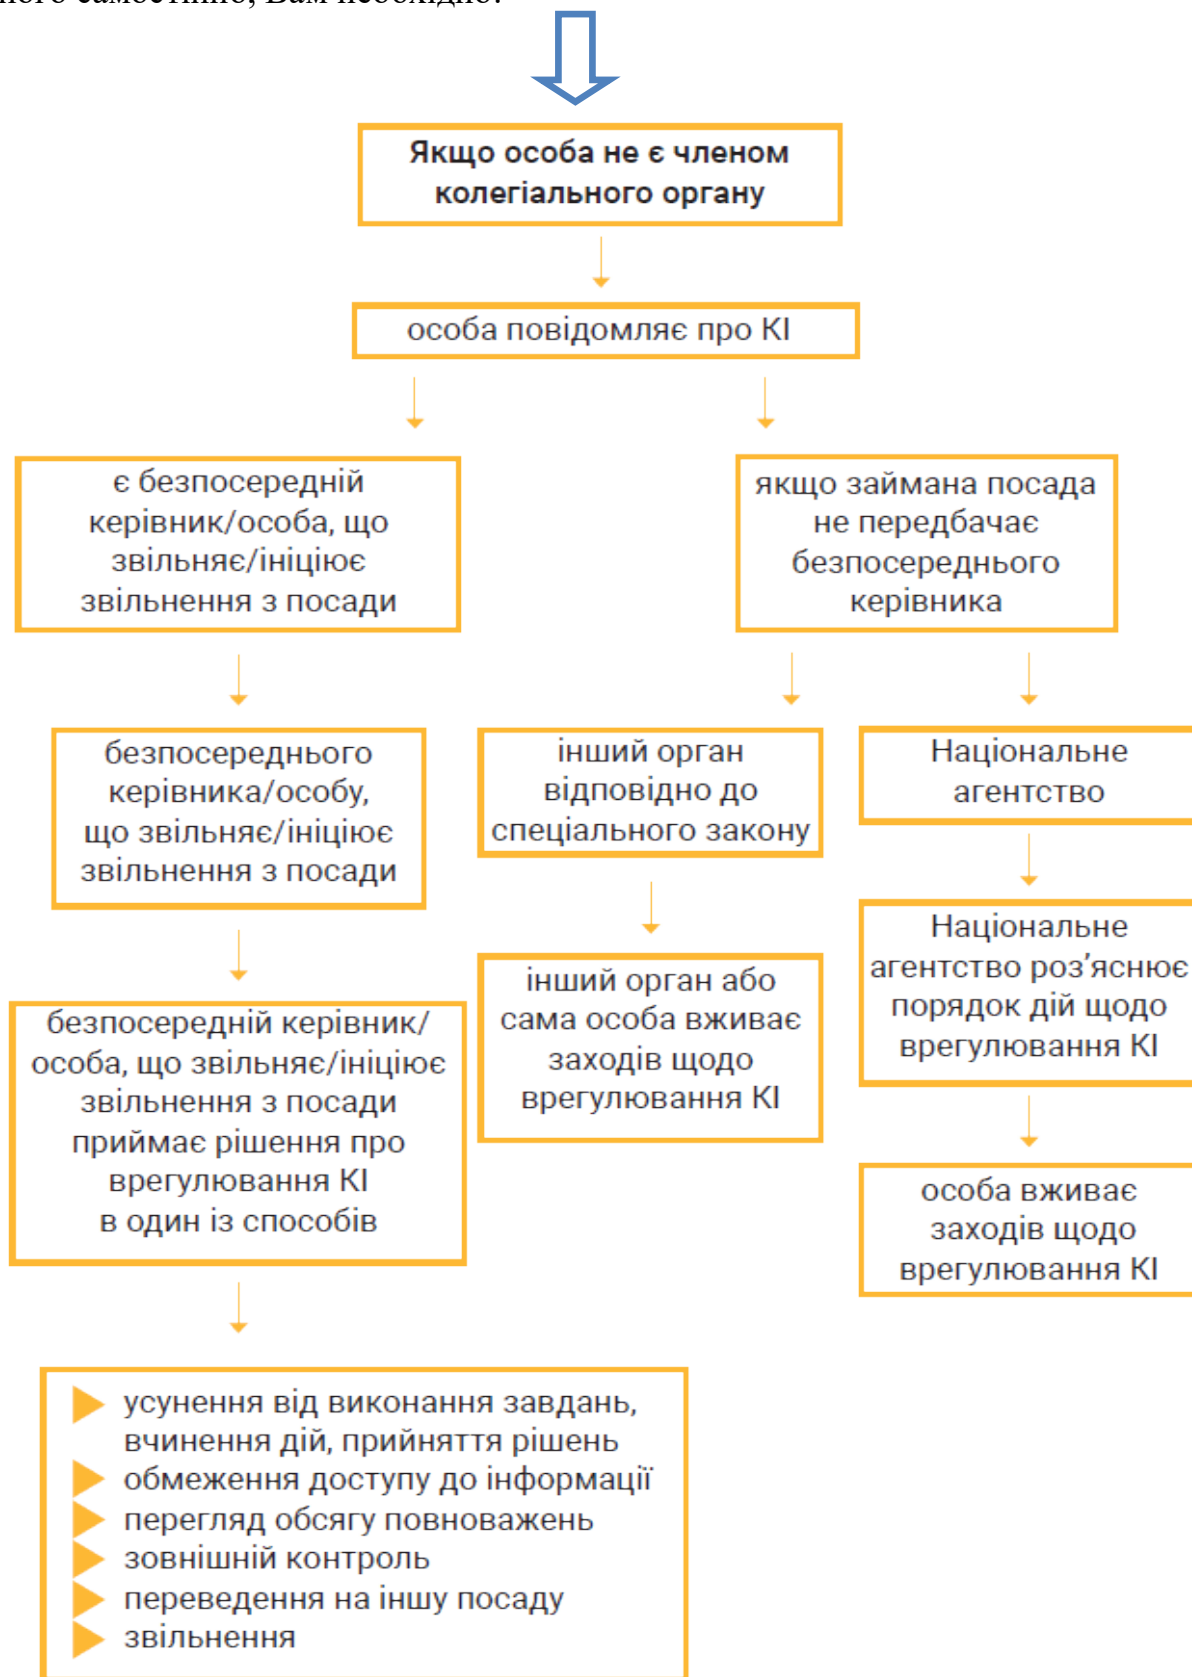 самостійно, Вам необхідно:
Якщо особа не є членом
колегіального органу
особа повідомляє про КІ
є безпосередній
керівник/особа, що
звільняє/ініціює
звільнення з посади
якщо займана посада
не передбачає
безпосереднього
керівника
безпосереднього
керівника/особу,
що звільняє/ініціює
звільнення з посади
інший орган
відповідно до
спеціального закону
Національне
агентство
безпосередній керівник/
особа, що звільняє/ініціює
звільнення з посади
приймає рішення про
врегулювання КІ
в один із способів
інший орган або
сама особа вживає
заходів щодо
врегулювання КІ
Національне
агентство роз’яснює
порядок дій щодо
врегулювання КІ
особа вживає
заходів щодо
врегулювання КІ
усунення від виконання завдань,
вчинення дій, прийняття рішень
обмеження доступу до інформації
перегляд обсягу повноважень
зовнішній контроль
переведення на іншу посаду
звільнення